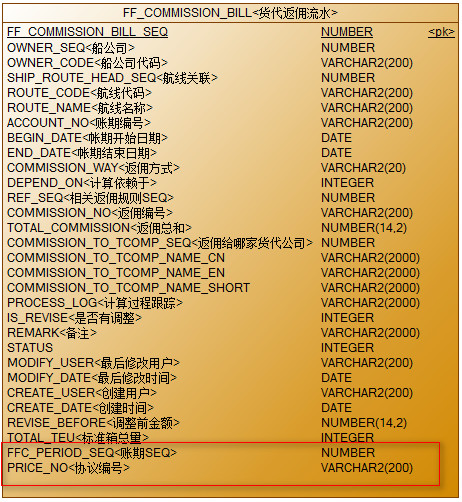 FF_COMMISSION_BILL<货代返佣流水>
FF_COMMISSION_BILL_SEQ NUMBER <pk>
OWNER_SEQ<船公司> NUMBER
OWNER_CODE<船公司代码> VARCHAR2(200)
SHIP_ROUTE_HEAD_SEQ<航线关联> NUMBER
ROUTE_CODE<航线代码> VARCHAR2(200)
ROUTE_NAME<航线名称> VARCHAR2(200)
ACCOUNT_NO<账期编号> VARCHAR2(200)
BEGIN_DATE<帐期开始日期> DATE
END_DATE<帐期结束日期> DATE
COMMISSION_WAY<返佣方式> VARCHAR2(20)
DEPEND_ON<计算依赖于> INTEGER
REF_SEQ<相关返佣规则SEQ> NUMBER
COMMISSION_NO<返佣编号> VARCHAR2(200)
TOTAL_COMMISSION<返佣总和> NUMBER(14,2)
COMMISSION_TO_TCOMP_SEQ<返佣给哪家货代公司> NUMBER
COMMISSION_TO_TCOMP_NAME_CN VARCHAR2(2000)
COMMISSION_TO_TCOMP_NAME_EN VARCHAR2(2000)
COMMISSION_TO_TCOMP_NAME_SHORT VARCHAR2(2000)
PROCESS_LOG<计算过程跟踪> VARCHAR2(2000)
IS_REVISE<是否有调整> INTEGER
REMARK<备注> VARCHAR2(2000)
STATUS INTEGER
MODIFY_USER<最后修改用户> VARCHAR2(200)
MODIFY_DATE<最后修改时间> DATE
CREATE_USER<创建用户> VARCHAR2(200)
CREATE_DATE<创建时间> DATE
REVISE_BEFORE<调整前金额> NUMBER(14,2)
TOTAL_TEU<标准箱总量> INTEGER
FFC_PERIOD_SEQ<账期SEQ> NUMBER
PRICE_NO<协议编号> VARCHAR2(200)